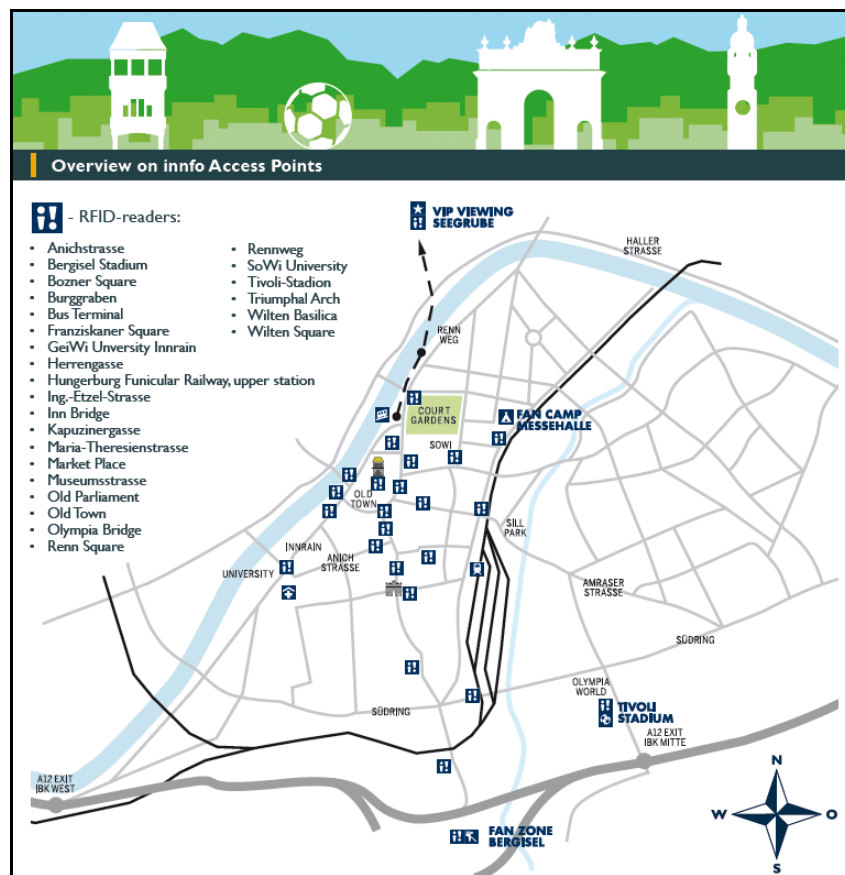 Overview on innfo Access Points
- RFID-readers:
• Anichstrasse
• Bergisel Stadium
• Bozner Square
• Burggraben
• Bus Terminal
• Franziskaner Square
• GeiWi Unversity Innrain
• Herrengasse
• Hungerburg Funicular Railway, upper station
• Ing.-Etzel-Strasse
• Inn Bridge
• Kapuzinergasse
• Maria-Theresienstrasse
• Market Place
• Museumsstrasse
• Old Parliament
• Old Town
• Olympia Bridge
• Renn Square
• Rennweg
• SoWi University
• Tivoli-Stadion
• Triumphal Arch
• Wilten Basilica
• Wilten Square
VIP VIEWING
SEEGRUBE
HALLER
STRASSE
RENN
WEG
COURT
GARDENS
FAN CAMP
MESSEHALLE
SOWI
OLD
TOWN
SILL
PARK
INNRAIN
ANICH
STRASSE
UNIVERSITY
AMRASER
STRASSE
SÜDRING
OLYMPIA
WORLD
SÜDRING
TIVOLI
STADIUM
A12 EXIT
IBK MITTE
A12 EXIT
IBK WEST
FAN ZONE
BERGISEL
N
W
O
S